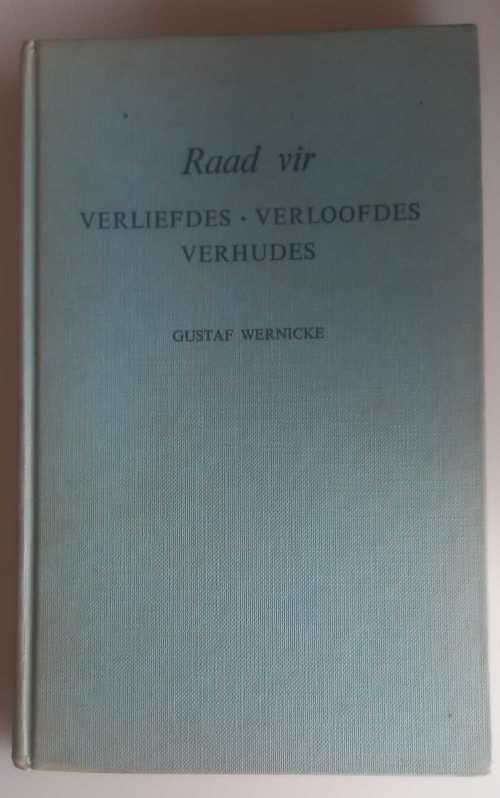 Raad vir
VERLIEFDES · VERLOOFDES
VERHUDES
GUSTAF WERNICKE